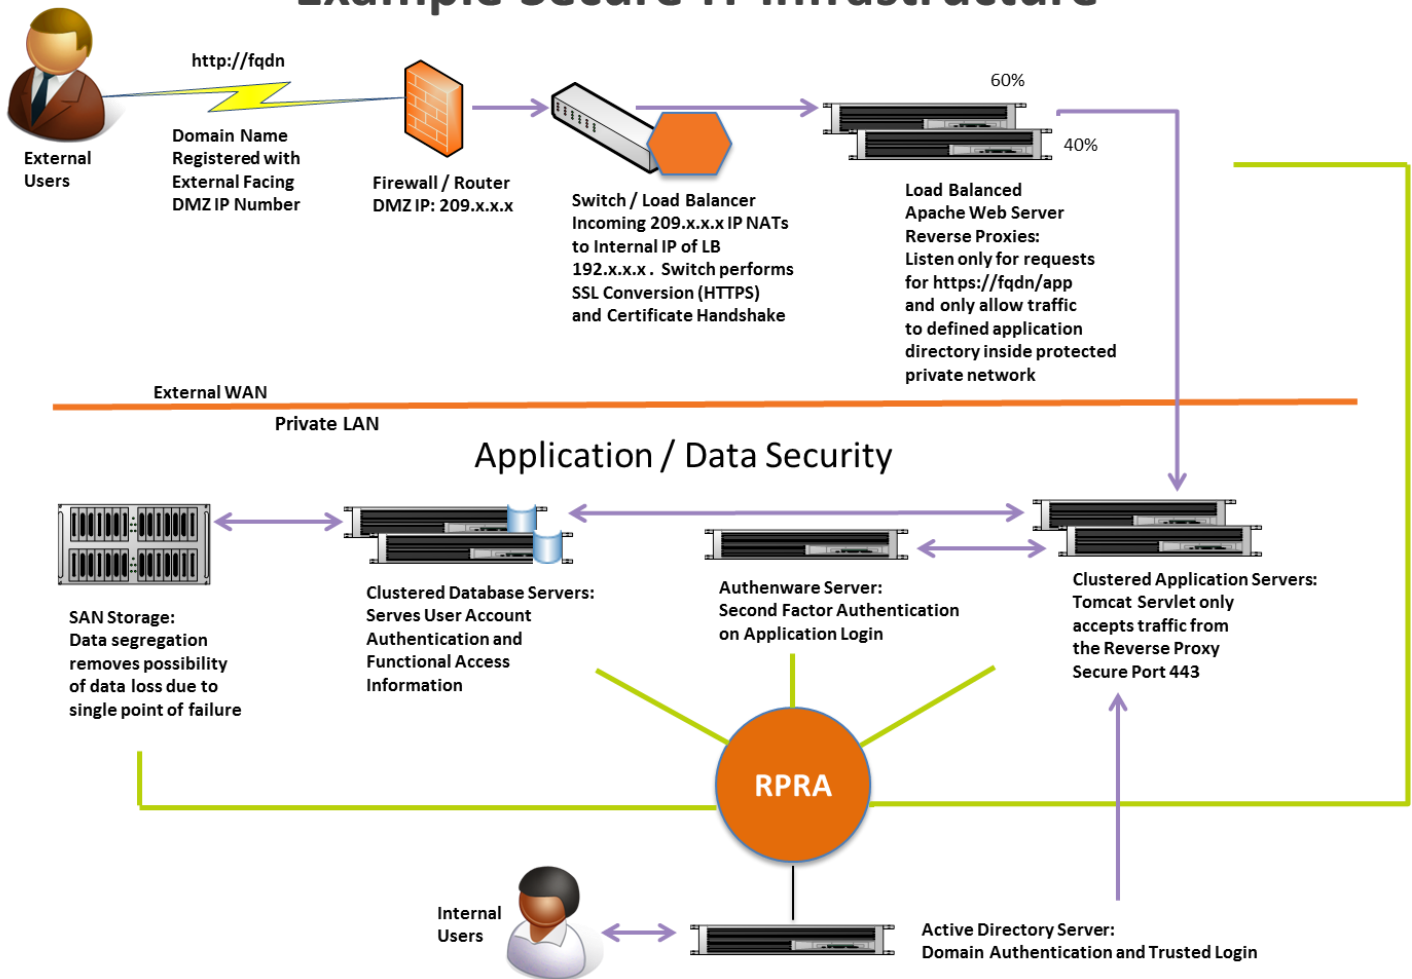 Example Secure IT Infrastructure
http://fqdn
External
Users
Domain Name
Registered with
External Facing
DMZ IP Number
Firewall / Router
DMZ IP: 209.x.x.x
Switch / Load Balancer
Incoming 209.x.x.x IP NATs
to Internal IP of LB
192.x.x.x . Switch performs
SSL Conversion (HTTPS)
and Certificate Handshake
60%
40%
Load Balanced
Apache Web Server
Reverse Proxies:
Listen only for requests
for https://fqdn/app
and only allow traffic
to defined application
directory inside protected
private network
External WAN
Private LAN
Application / Data Security
SAN Storage:
Data segregation
removes possibility
of data loss due to
single point of failure
Clustered Database Servers:
Serves User Account
Authentication and
Functional Access
Information
Authenware Server:
Second Factor Authentication
on Application Login
Clustered Application Servers:
Tomcat Servlet only
accepts traffic from
the Reverse Proxy
Secure Port 443
RPRA
Internal
Users
Active Directory Server:
Domain Authentication and Trusted Login